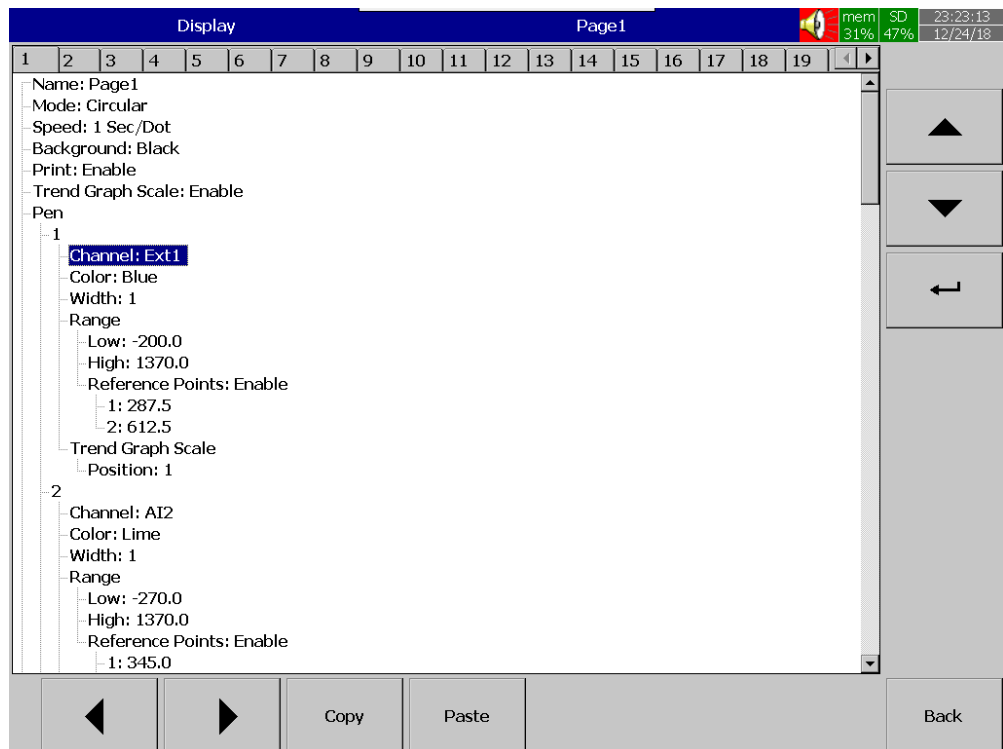 Display Page1 mem SD 23:23:13
31% 47% 12/24/18
1 2 3 4 5 6 7 8 9 10 11 12 13 14 15 16 17 18 19
Name: Page1
Mode: Circular
Speed: 1 Sec/Dot
Background: Black
Print: Enable
Trend Graph Scale: Enable
Pen
1
Channel: Ext1
Color: Blue
Width: 1
Range
Low: -200.0
High: 1370.0
Reference Points: Enable
1: 287.5
2: 612.5
Trend Graph Scale
Position: 1
2
Channel: AI2
Color: Lime
Width: 1
Range
Low: -270.0
High: 1370.0
Reference Points: Enable
1: 345.0
Copy Paste Back